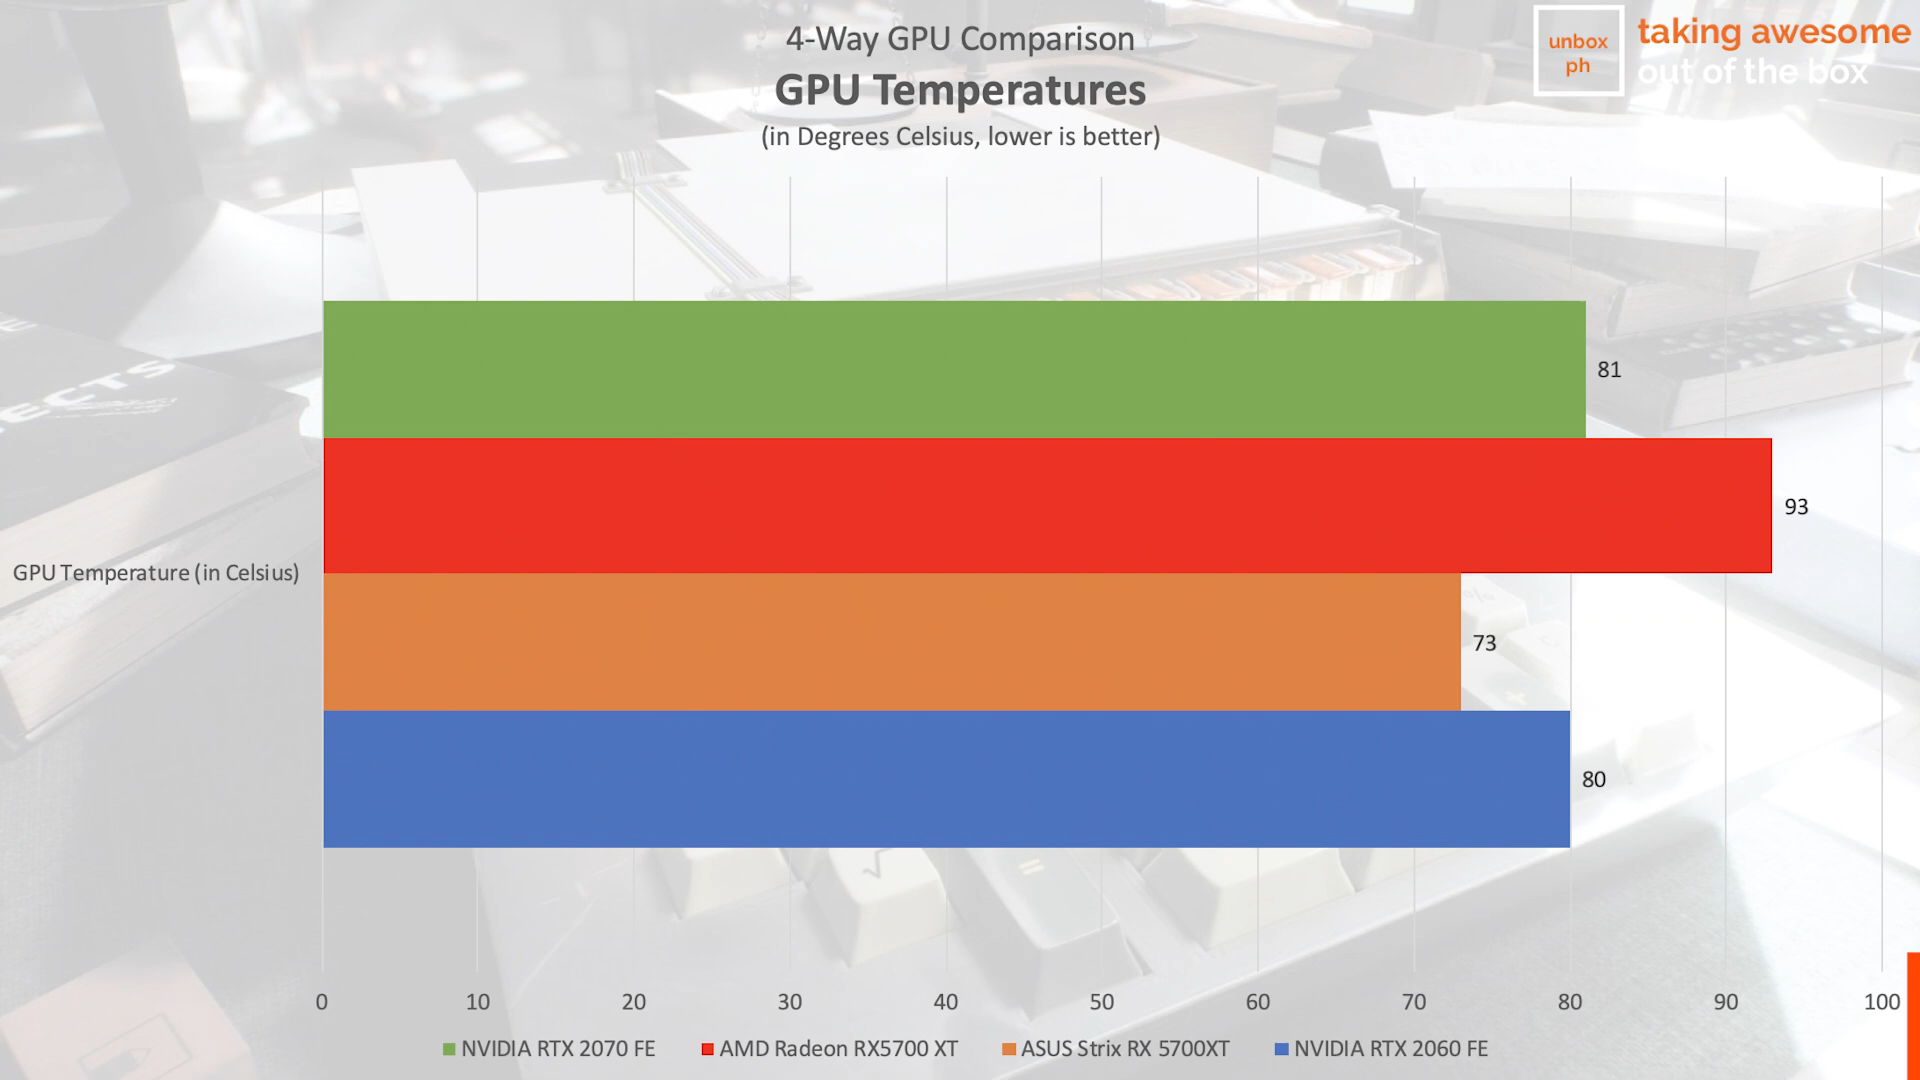 4-Way GPU Comparison
GPU Temperatures
(in Degrees Celsius, lower is better)
unbox
ph
taking awesome
out of the box
ECTS
81
93
GPU Temperature (in Celsius)
73
80
0 10 20 30 40 50 60 70 80 90 100
NVIDIA RTX 2070 FE AMD Radeon RX5700 XT ASUS Strix RX 5700XT NVIDIA RTX 2060 FE